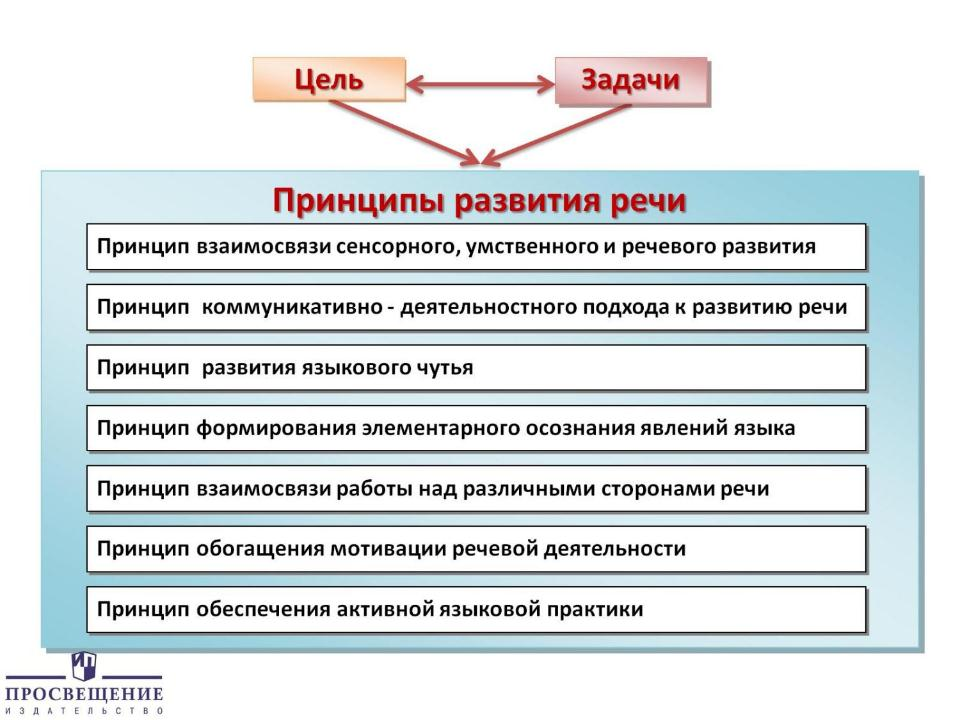 Цель
Задачи
Принципы развития речи
Принцип взаимосвязи сенсорного, умственного и речевого развития
Принцип коммуникативно - деятельностного подхода к развитию речи
Принцип развития языкового чутья
Принцип формирования элементарного осознания явлений языка
Принцип взаимосвязи работы над различными сторонами речи
Принцип обогащения мотивации речевой деятельности
Принцип обеспечения активной языковой практики
ИП
ПРОСВЕЩЕНИЕ
ИЗДАТЕЛЬСТВО